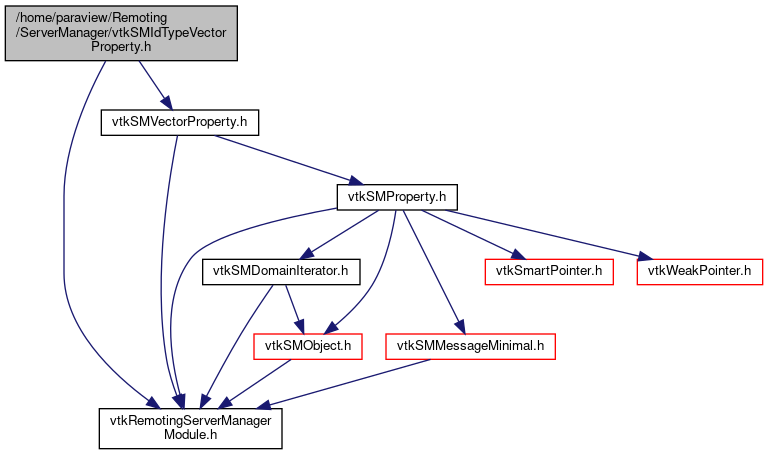 /home/paraview/Remoting
/ServerManager/vtkSMIdTypeVector
Property.h
vtkSMVectorProperty.h
vtkSMProperty.h
vtkSMDomainIterator.h
vtkSmartPointer.h
vtkWeakPointer.h
vtkSMObject.h
vtkSMMessageMinimal.h
vtkRemotingServerManager
Module.h